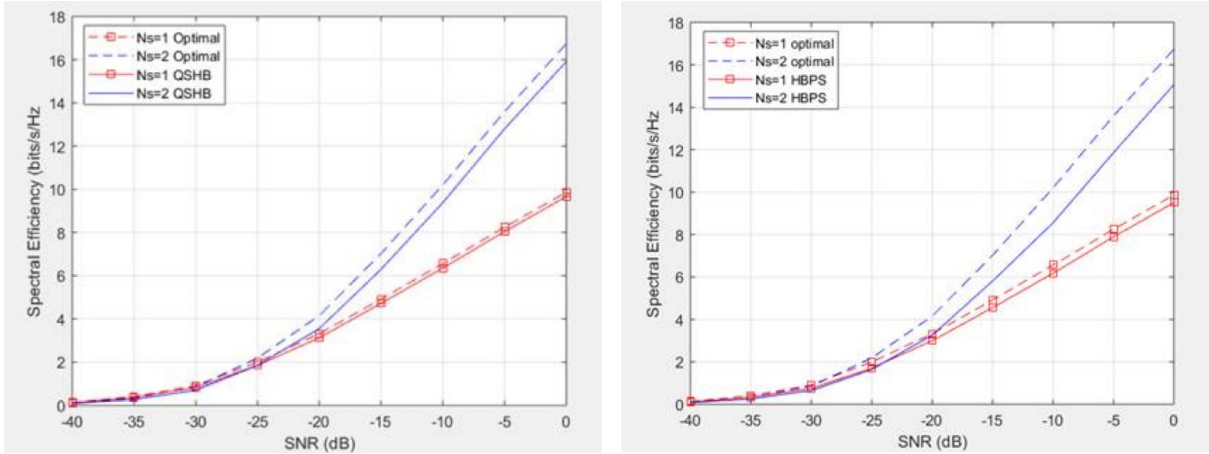 18
16
14
12
10
8
6
4
2
0
Spectral Efficiency (bits/s/Hz)
Ns=1 Optimal
Ns=2 Optimal
Ns=1 QSHB
Ns=2 QSHB
-40 -35 -30 -25 -20 -15 -10 -5 0
SNR (dB)
18
16
14
12
10
8
6
4
2
0
Spectral Efficiency (bits/s/Hz)
Ns=1 optimal
Ns=2 optimal
Ns=1 HBPS
Ns=2 HBPS
-40 -35 -30 -25 -20 -15 -10 -5 0
SNR (dB)